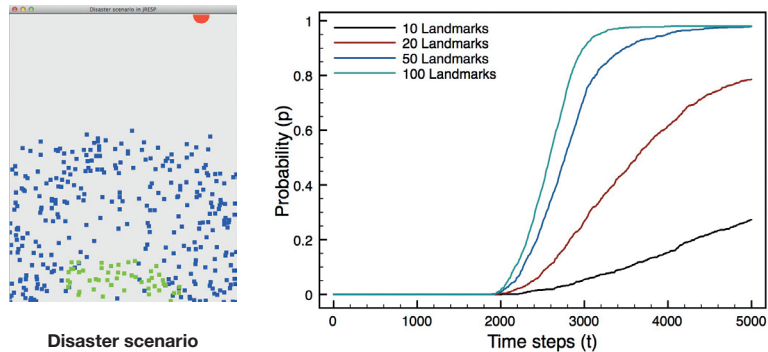 Disaster scenario in jRESP
Disaster scenario
1
0.8
0.6
0.4
0.2
0
Probability (p)
10 Landmarks
20 Landmarks
50 Landmarks
100 Landmarks
0
1000
2000
3000
4000
5000
Time steps (t)